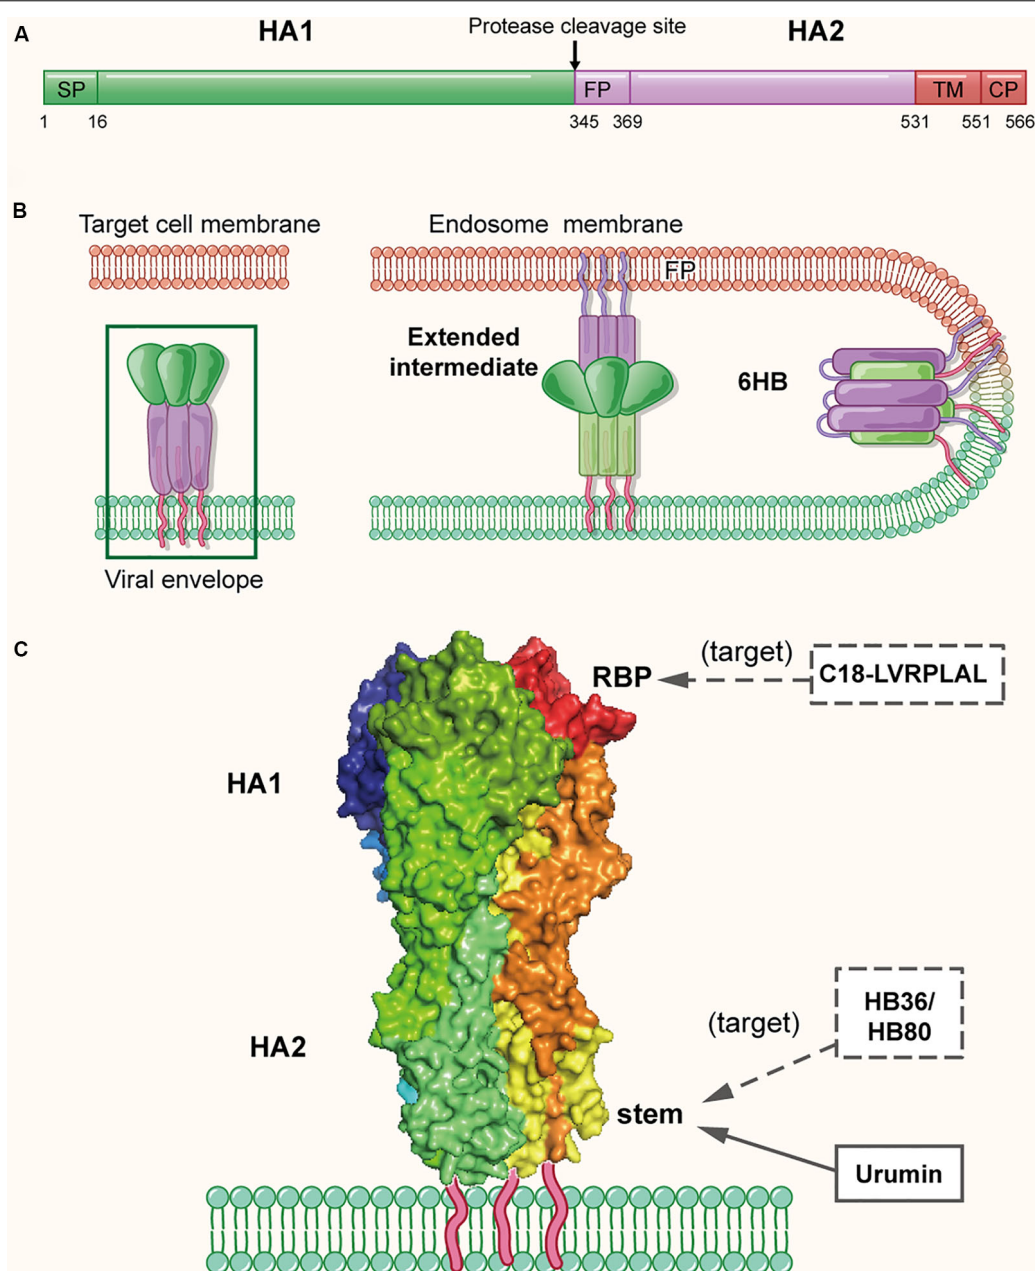 A
HA1
Protease cleavage site
HA2
SP
FP
TM
CP
1
16
345
369
531
551
566
B
Target cell membrane
Endosome membrane
FP
Extended
intermediate
6HB
Viral envelope
C
RBP
(target)
C18-LVRPLAL
HA1
HA2
(target)
HB36/
HB80
stem
Urumin